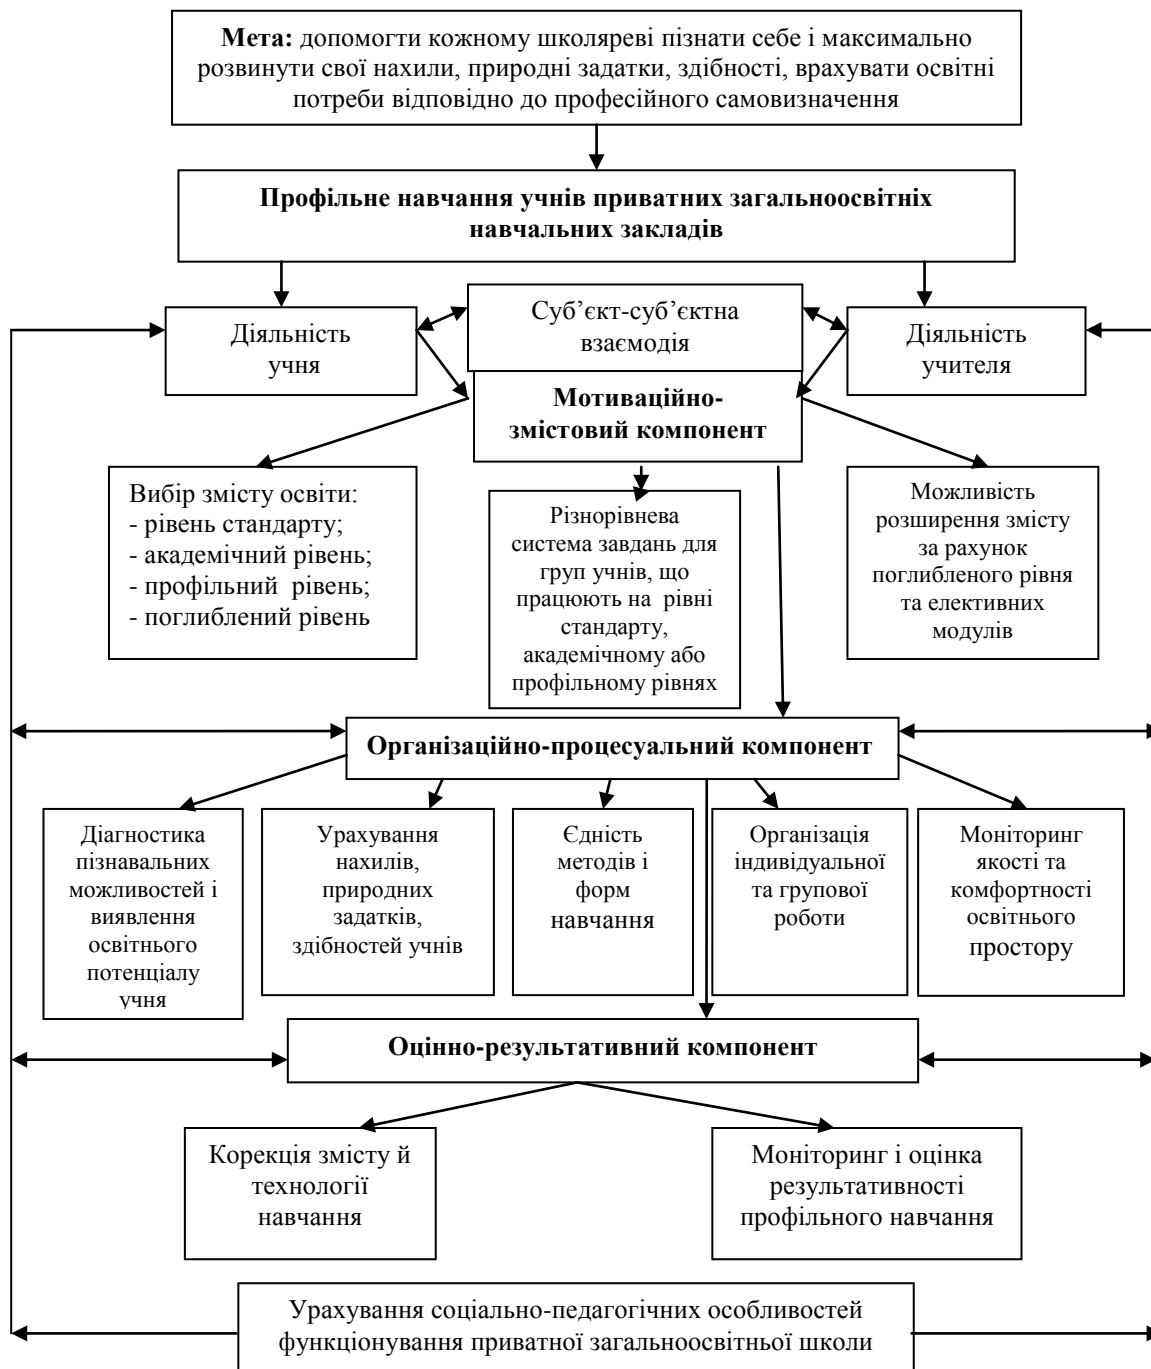 Мета: допомогти кожному школяреві пізнати себе і максимально
розвинути свої нахили, природні задатки, здібності, врахувати освітні
потреби відповідно до професійного самовизначення
Профільне навчання учнів приватних загальноосвітніх
навчальних закладів
Діяльність
учня
Суб’єкт-суб’єктна
взаємодія
Діяльність
учителя
Мотиваційно-
змістовий компонент
Вибір змісту освіти:
- рівень стандарту;
- академічний рівень;
- профільний рівень;
- поглиблений рівень
Різнорівнева
система завдань для
груп учнів, що
працюють на рівні
стандарту,
академічному або
профільному рівнях
Можливість
розширення змісту
за рахунок
поглибленого рівня
та елективних
модулів
Організаційно-процесуальний компонент
Діагностика
пізнавальних
можливостей і
виявлення
освітнього
потенціалу
учня
Урахування
нахилів,
природних
задатків,
здібностей учнів
Єдність
методів і
форм
навчання
Організація
індивідуальної
та групової
роботи
Моніторинг
якості та
комфортності
освітнього
простору
Оцінно-результативний компонент
Корекція змісту й
технології
навчання
Моніторинг і оцінка
результативності
профільного навчання
Урахування соціально-педагогічних особливостей
функціонування приватної загальноосвітньої школи